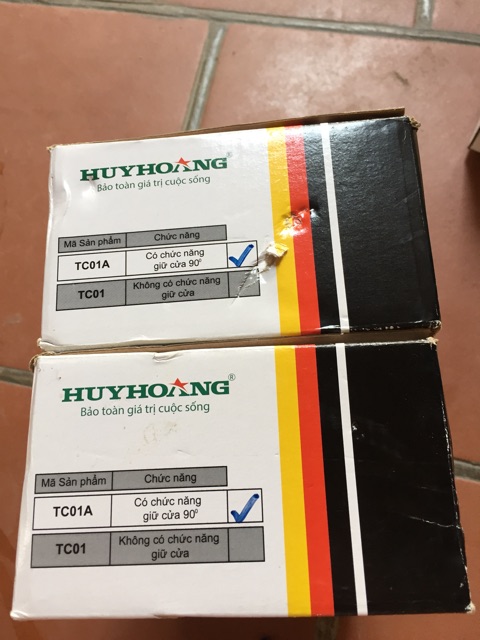 HUYHOANG®
Bảo toàn giá trị cuộc sống
Mã Sản phẩm Chức năng
TC01A Có chức năng
giữ cửa 90⁰
TC01 Không có chức năng
giữ cửa
HUYHOANG®
Bảo toàn giá trị cuộc sống
Mã Sản phẩm Chức năng
TC01A Có chức năng
giữ cửa 90⁰
TC01 Không có chức năng
giữ cửa